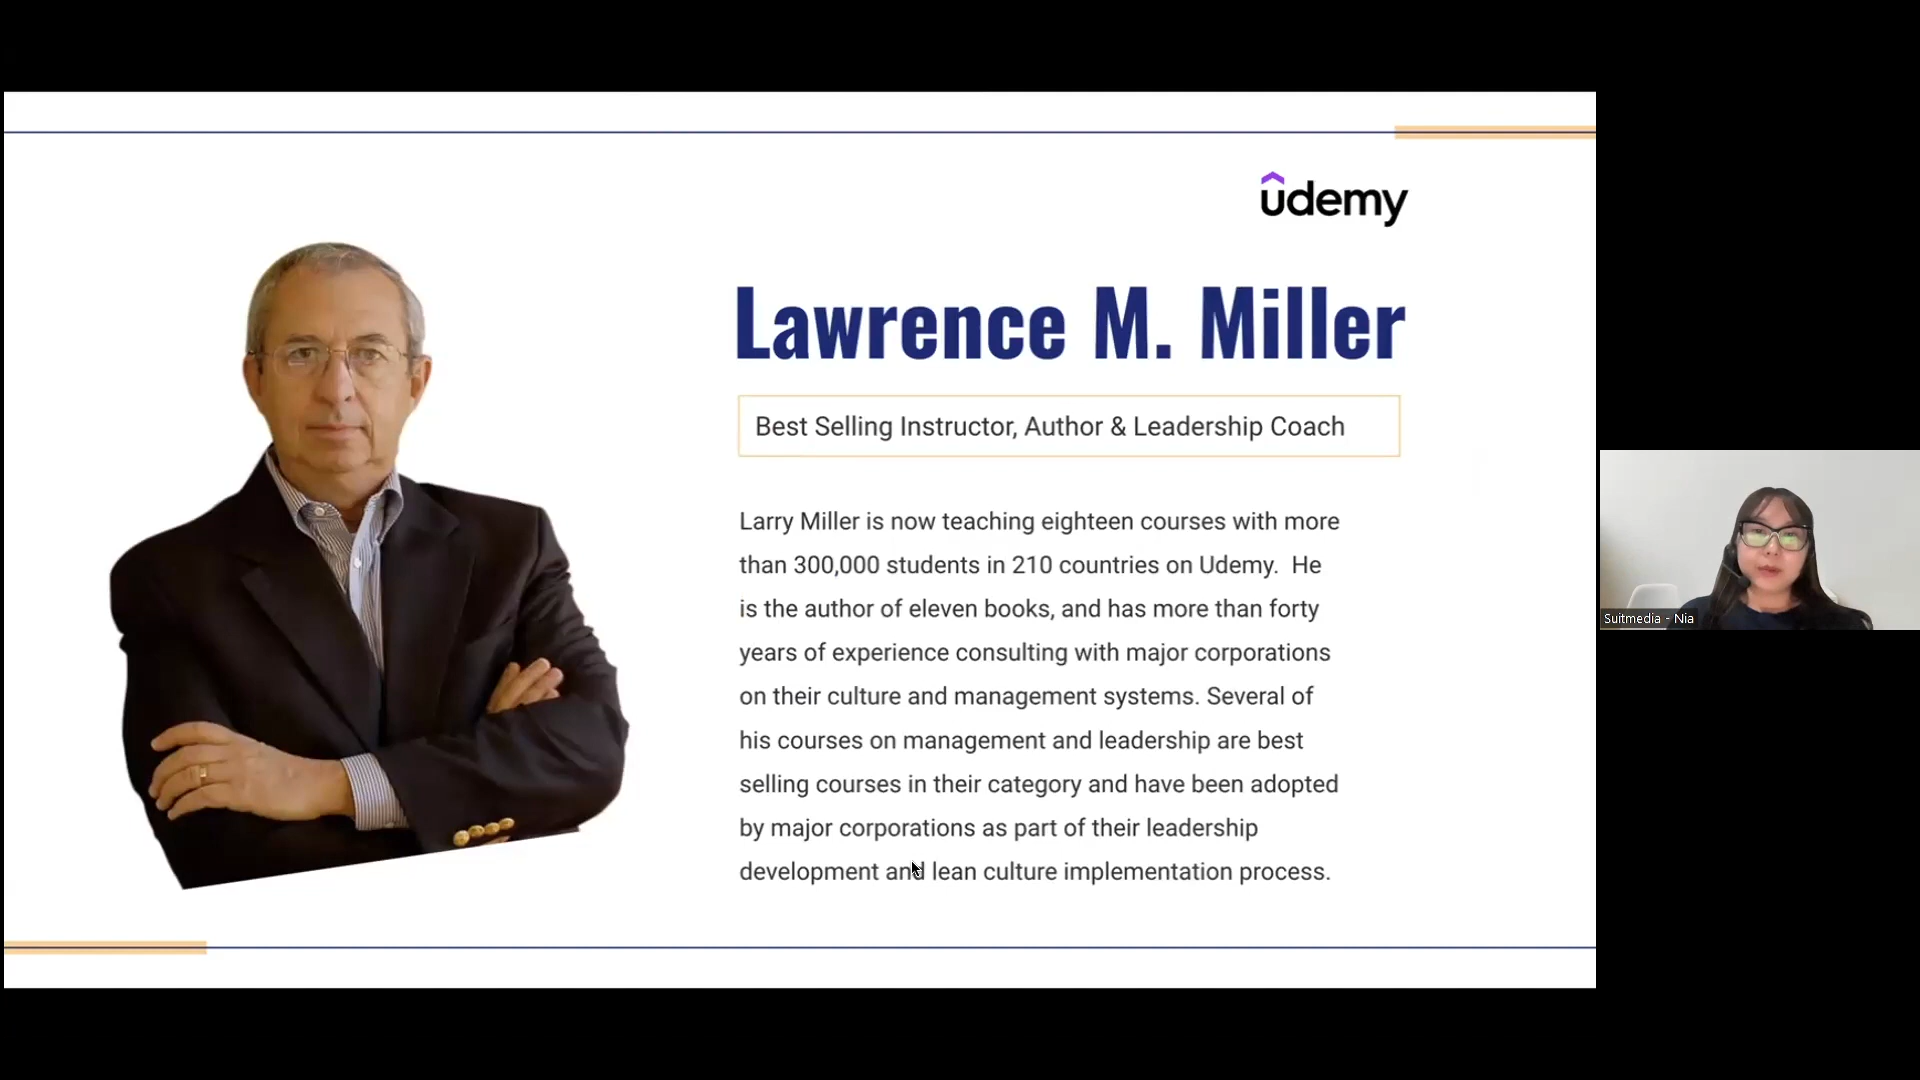 udemy
Lawrence M. Miller
Best Selling Instructor, Author & Leadership Coach
Larry Miller is now teaching eighteen courses with more
than 300,000 students in 210 countries on Udemy.  He
is the author of eleven books, and has more than forty
years of experience consulting with major corporations
on their culture and management systems. Several of
his courses on management and leadership are best
selling courses in their category and have been adopted
by major corporations as part of their leadership
development and lean culture implementation process.
Suitmedia - Nia